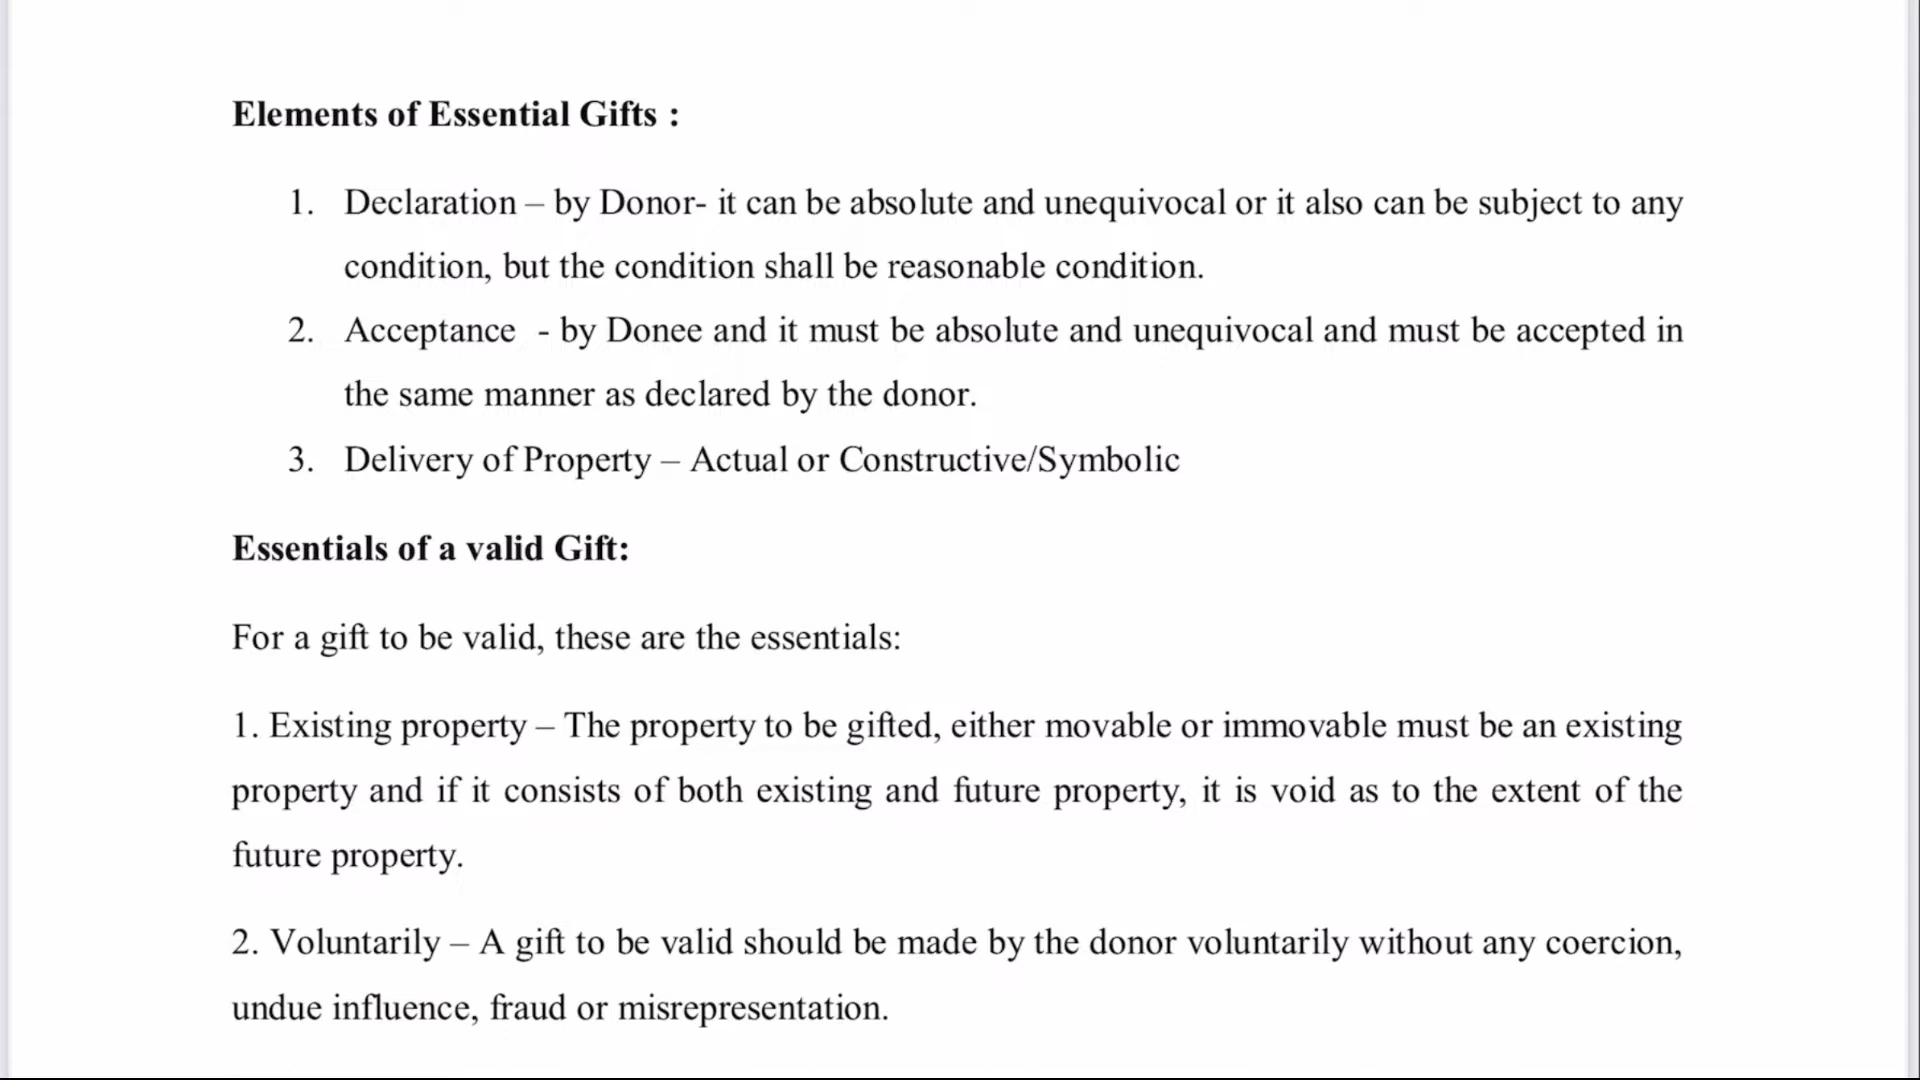 Elements of Essential Gifts :
1. Declaration – by Donor- it can be absolute and unequivocal or it also can be subject to any
condition, but the condition shall be reasonable condition.
2. Acceptance - by Donee and it must be absolute and unequivocal and must be accepted in
the same manner as declared by the donor.
3. Delivery of Property – Actual or Constructive/Symbolic
Essentials of a valid Gift:
For a gift to be valid, these are the essentials:
1. Existing property – The property to be gifted, either movable or immovable must be an existing
property and if it consists of both existing and future property, it is void as to the extent of the
future property.
2. Voluntarily – A gift to be valid should be made by the donor voluntarily without any coercion,
undue influence, fraud or misrepresentation.